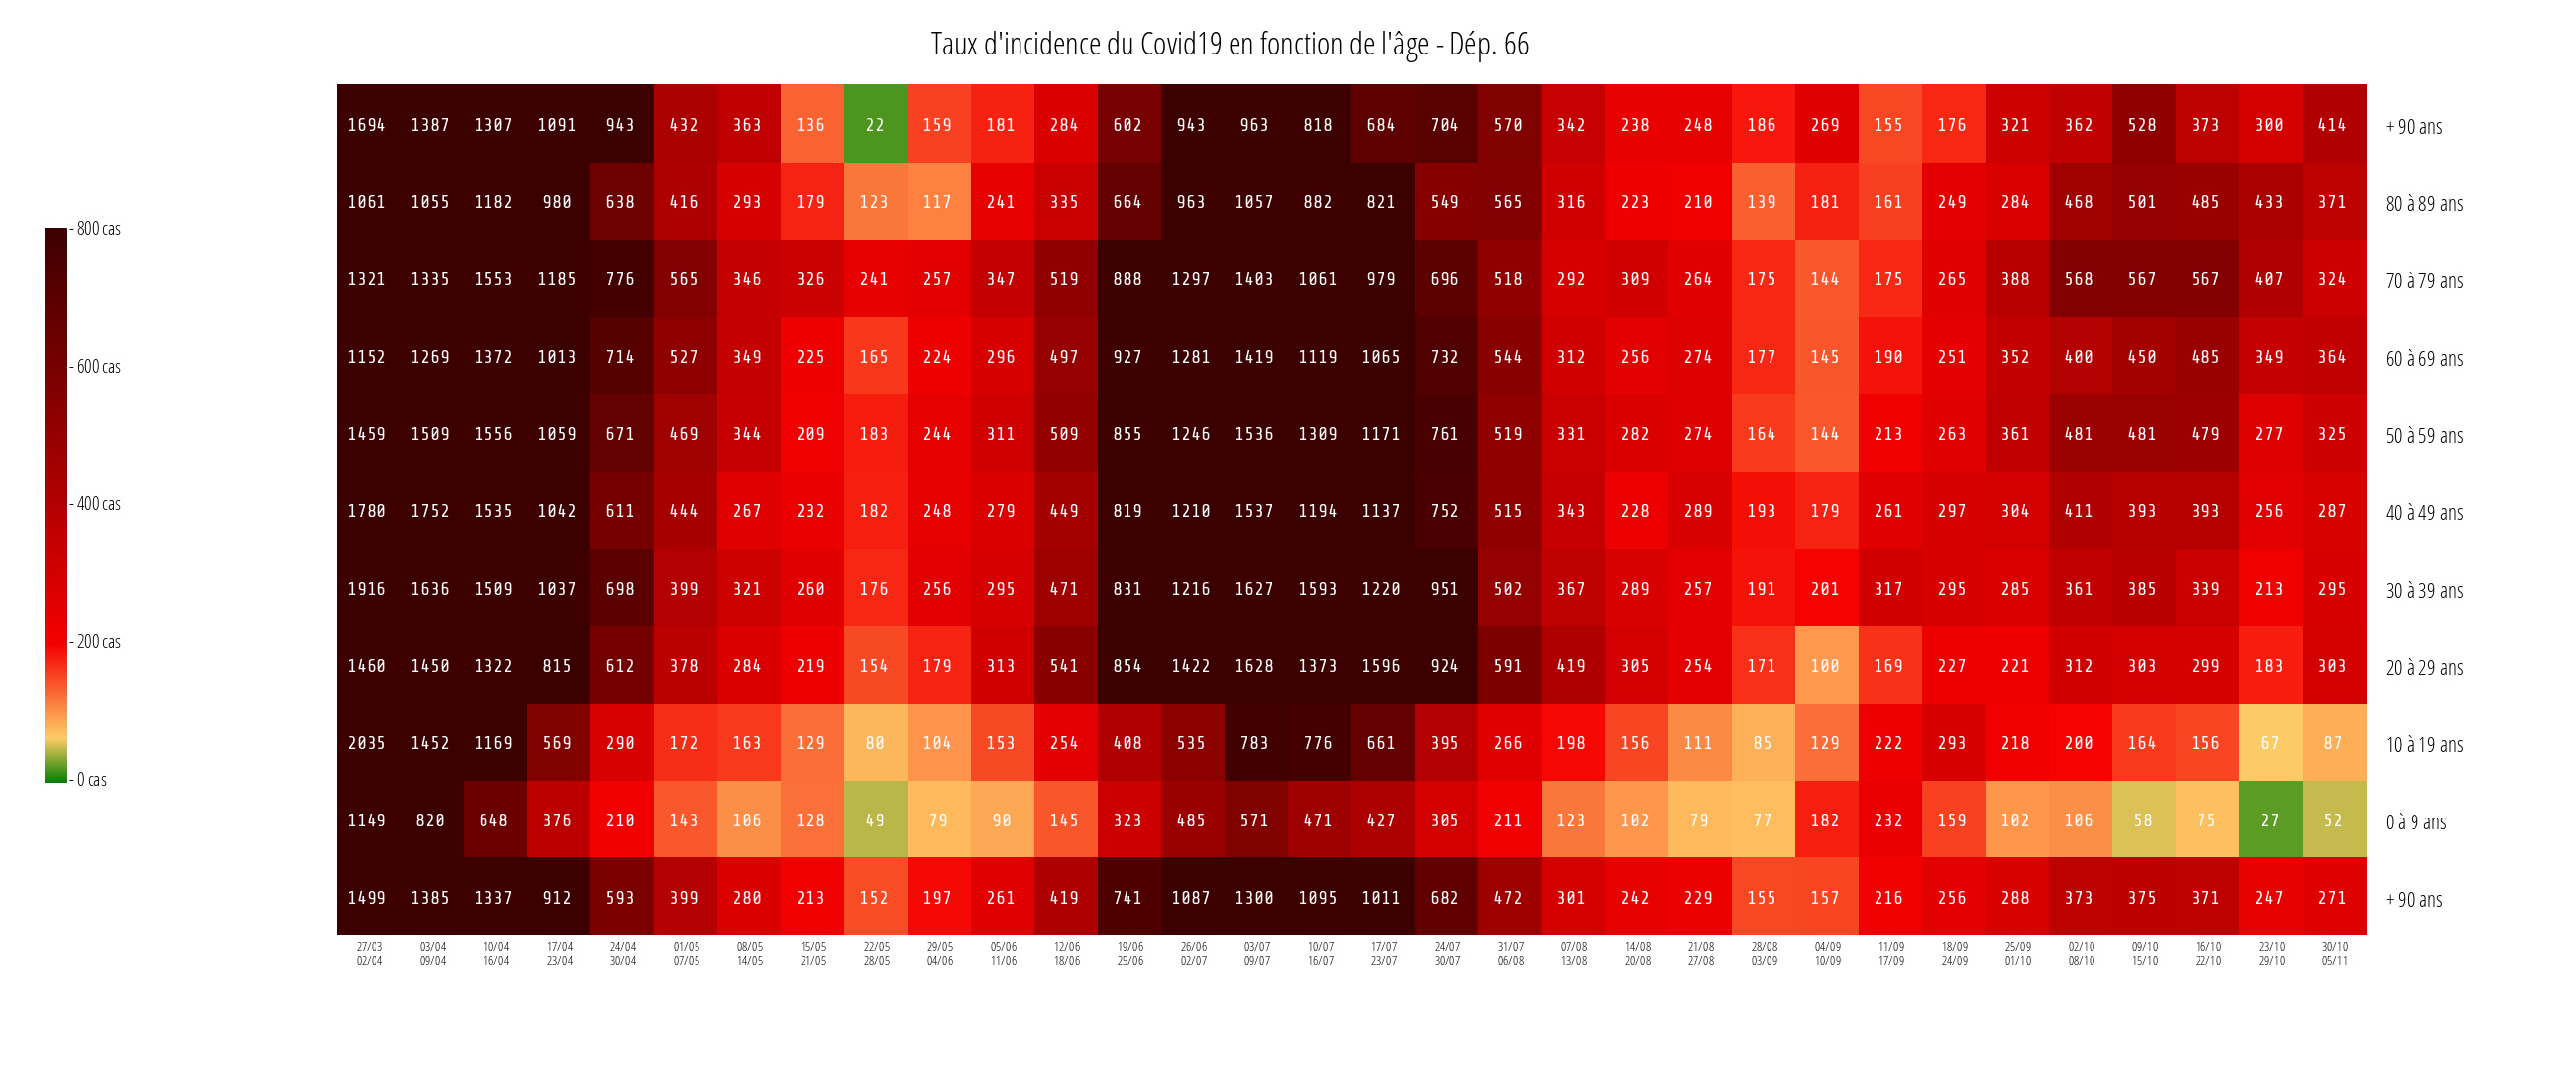 Taux d'incidence du Covid19 en fonction de l'âge - Dép. 66
- 800 cas
- 600 cas
- 400 cas
- 200 cas
- 0 cas
1694 1387 1307 1091 943 432 363 136 22 159 181 284 602 943 963 818 684 704 570 342 238 248 186 269 155 176 321 362 528 373 300 414 + 90 ans
1061 1055 1182 980 638 416 293 179 123 117 241 335 664 963 1057 882 821 549 565 316 223 210 139 181 161 249 284 468 501 485 433 371 80 à 89 ans
1321 1335 1553 1185 776 565 346 326 241 257 347 519 888 1297 1403 1061 979 696 518 292 309 264 175 144 175 265 388 568 567 567 407 324 70 à 79 ans
1152 1269 1372 1013 714 527 349 225 165 224 296 497 927 1281 1419 1119 1065 732 544 312 256 274 177 145 190 251 352 400 450 485 349 364 60 à 69 ans
1459 1509 1556 1059 671 469 344 209 183 244 311 509 855 1246 1536 1309 1171 761 519 331 282 274 164 144 213 263 361 481 481 479 277 325 50 à 59 ans
1780 1752 1535 1042 611 444 267 232 182 248 279 449 819 1210 1537 1194 1137 752 515 343 228 289 193 179 261 297 304 411 393 393 256 287 40 à 49 ans
1916 1636 1509 1037 698 399 321 260 176 256 295 471 831 1216 1627 1593 1220 951 502 367 289 257 191 201 317 295 285 361 385 339 213 295 30 à 39 ans
1460 1450 1322 815 612 378 284 219 154 179 313 541 854 1422 1628 1373 1596 924 591 419 305 254 171 100 169 227 221 312 303 299 183 303 20 à 29 ans
2035 1452 1169 569 290 172 163 129 80 104 153 254 408 535 783 776 661 395 266 198 156 111 85 129 222 293 218 200 164 156 67 87 10 à 19 ans
1149 820 648 376 210 143 106 128 49 79 90 145 323 485 571 471 427 305 211 123 102 79 77 182 232 159 102 106 58 75 27 52 0 à 9 ans
1499 1385 1337 912 593 399 280 213 152 197 261 419 741 1087 1300 1095 1011 682 472 301 242 229 155 157 216 256 288 373 375 371 247 271 + 90 ans
27/03 03/04 10/04 17/04 24/04 01/05 08/05 15/05 22/05 29/05 05/06 12/06 19/06 26/06 03/07 10/07 17/07 24/07 31/07 07/08 14/08 21/08 28/08 04/09 11/09 18/09 25/09 02/10 09/10 16/10 23/10 30/10
02/04 09/04 16/04 23/04 30/04 07/05 14/05 21/05 28/05 04/06 11/06 18/06 25/06 02/07 09/07 16/07 23/07 30/07 06/08 13/08 20/08 27/08 03/09 10/09 17/09 24/09 01/10 08/10 15/10 22/10 29/10 05/11